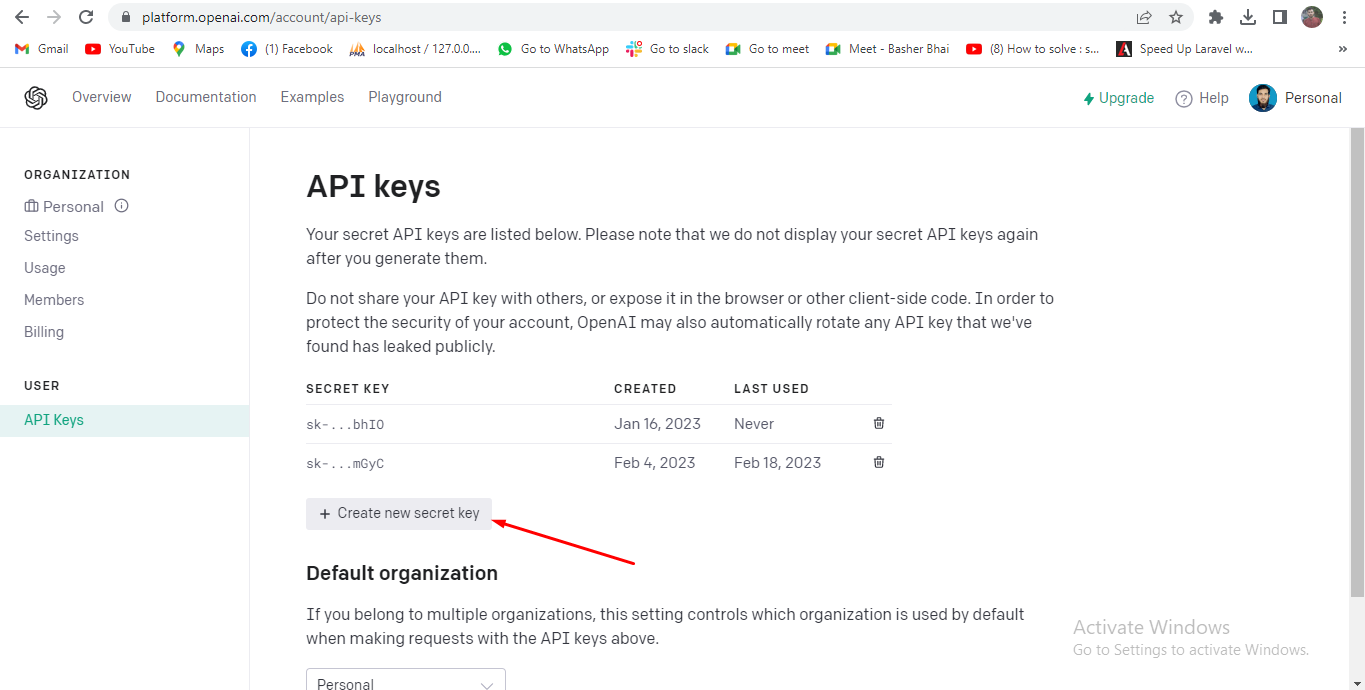 platform.openai.com/account/api-keys
Gmail YouTube Maps (1) Facebook localhost / 127.0.0.... Go to WhatsApp Go to slack Go to meet Meet - Basher Bhai (8) How to solve : s... Speed Up Laravel w... »
Overview Documentation Examples Playground Upgrade Help Personal
ORGANIZATION
Personal
Settings
Usage
Members
Billing
USER
API Keys
API keys
Your secret API keys are listed below. Please note that we do not display your secret API keys again
after you generate them.
Do not share your API key with others, or expose it in the browser or other client-side code. In order to
protect the security of your account, OpenAI may also automatically rotate any API key that we've
found has leaked publicly.
SECRET KEY CREATED LAST USED
sk-...bhIO Jan 16, 2023 Never
sk-...mGyC Feb 4, 2023 Feb 18, 2023
+ Create new secret key
Default organization
If you belong to multiple organizations, this setting controls which organization is used by default
when making requests with the API keys above.
Personal
Activate Windows
Go to Settings to activate Windows.